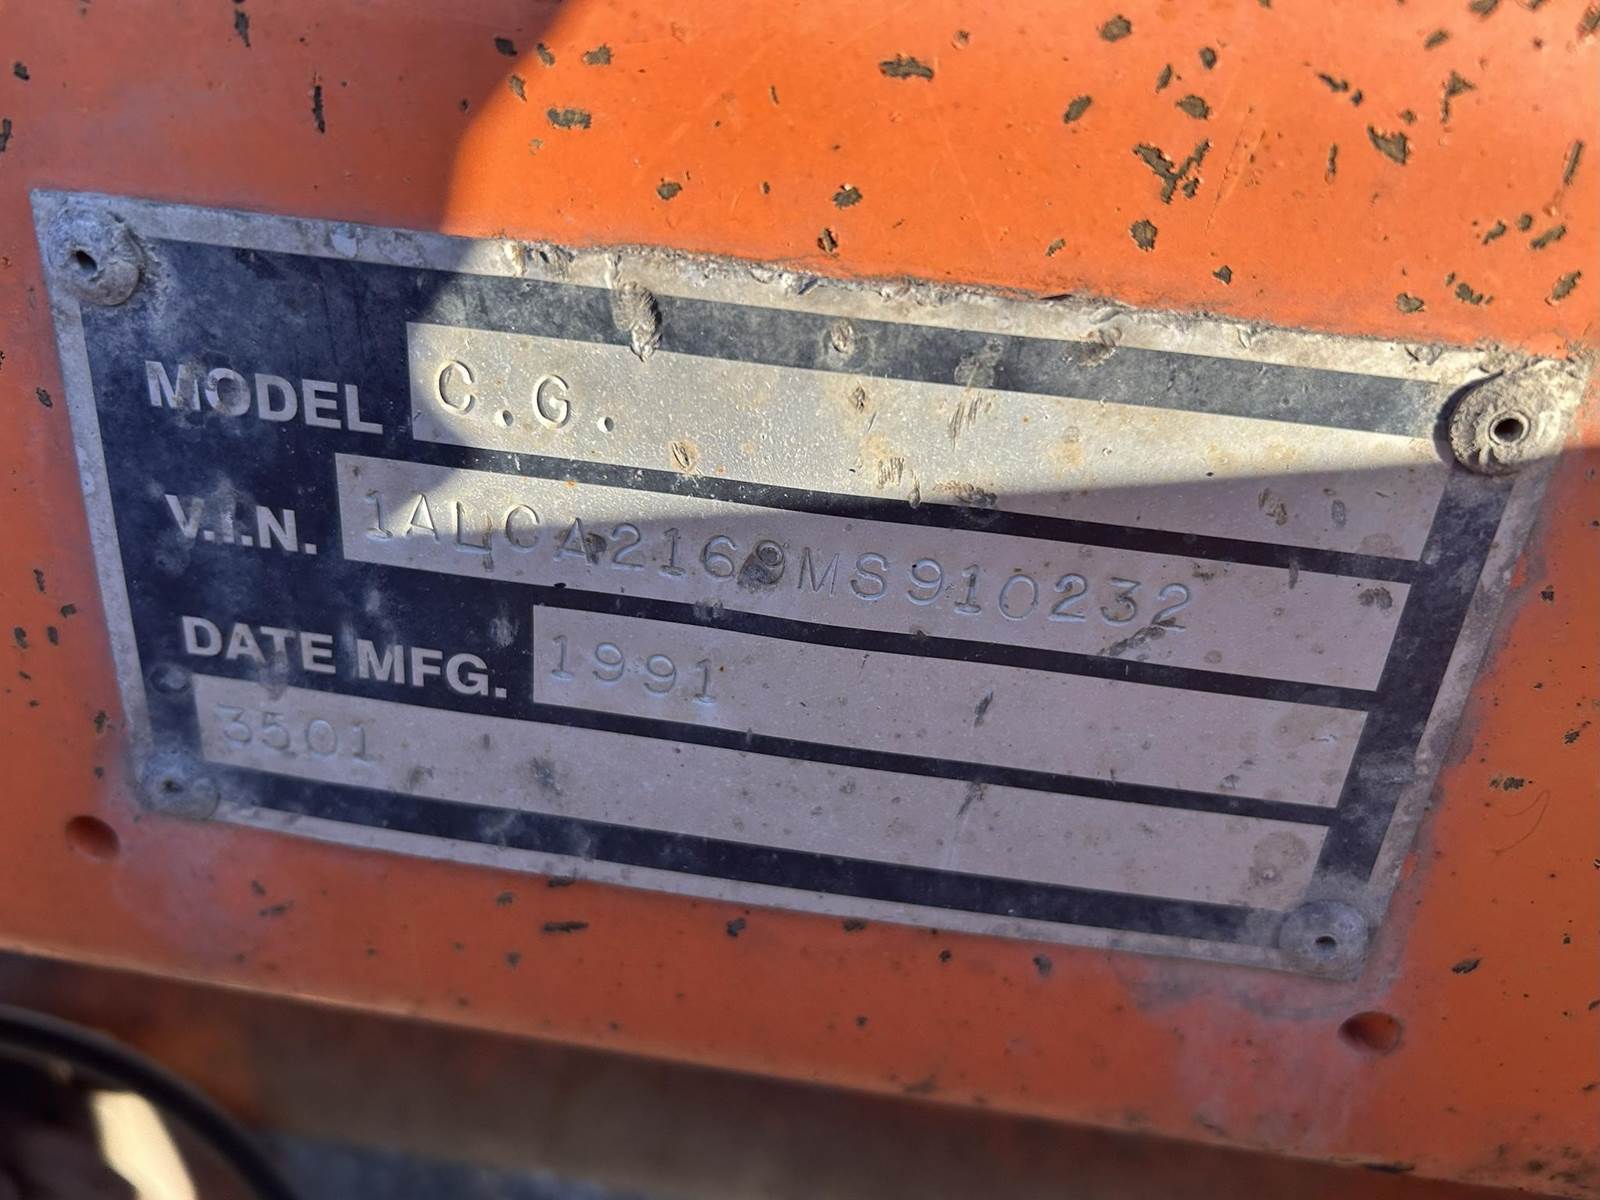 MODEL C.G.
V.I.N. 1ALCA2169MS910232
DATE MFG. 1991
3501